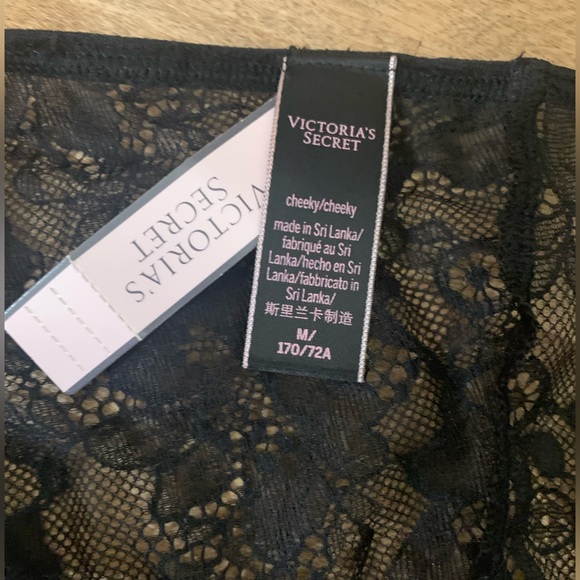 VICTORIA'S
SECRET
cheeky/cheeky
made in Sri Lanka/
fabriqué au Sri
Lanka/hecho en Sri
Lanka/fabbricato in
Sri Lanka/
斯里兰卡制造
M/
170/72A
VICTORIA'S
SECRET
VICTORIA'S